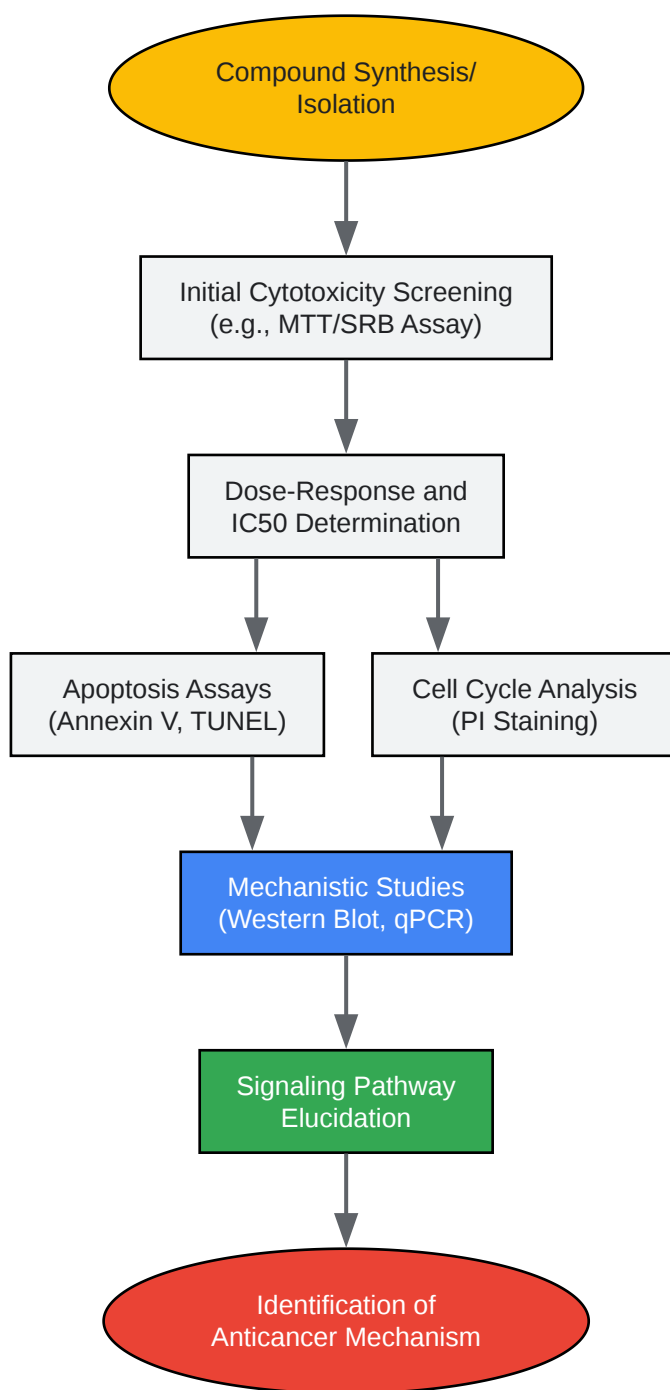 Compound Synthesis/
Isolation
Initial Cytotoxicity Screening
(e.g., MTT/SRB Assay)
Dose-Response and
IC50 Determination
Apoptosis Assays
(Annexin V, TUNEL)
Cell Cycle Analysis
(PI Staining)
Mechanistic Studies
(Western Blot, qPCR)
Signaling Pathway
Elucidation
Identification of
Anticancer Mechanism